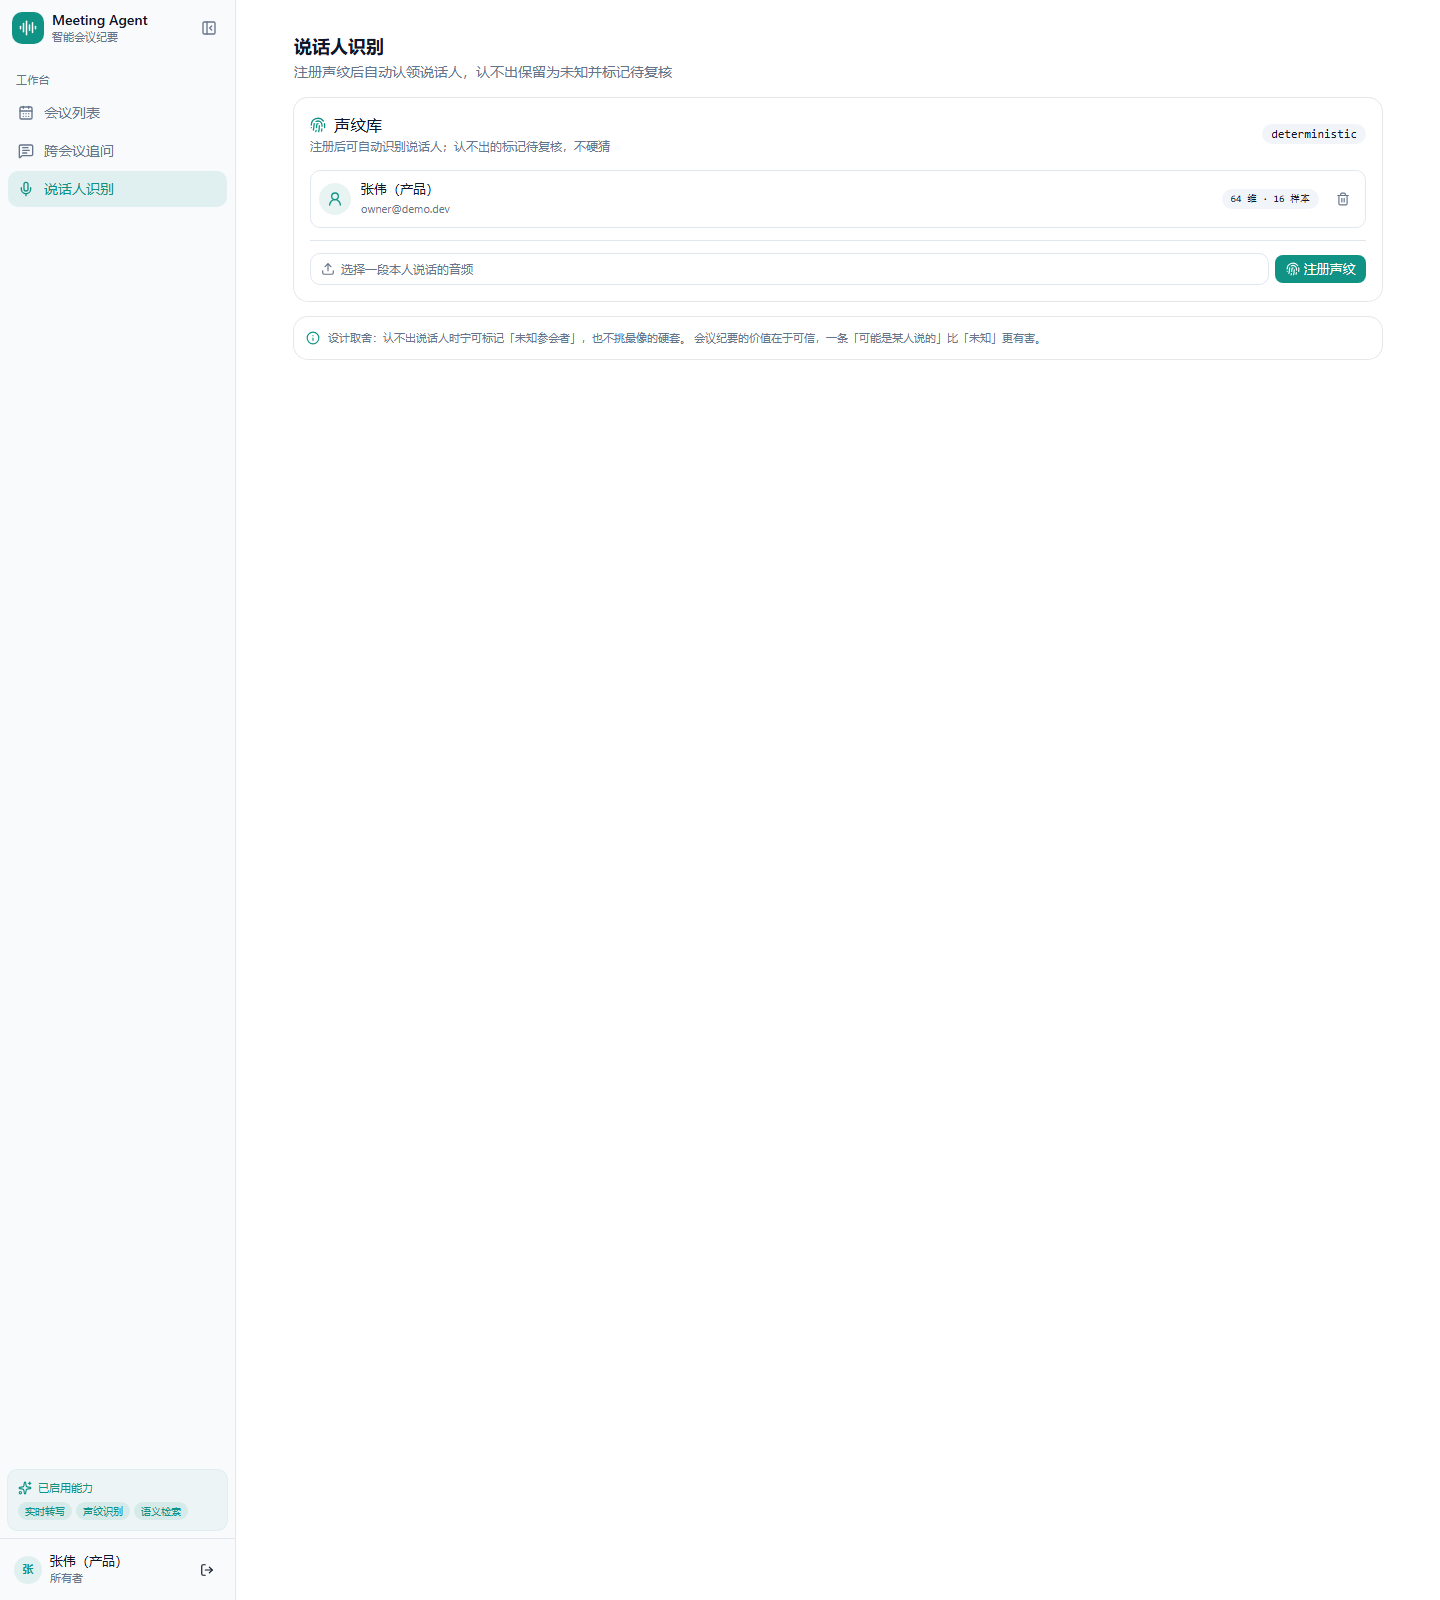 Meeting Agent
智能会议纪要
工作台
会议列表
跨会议追问
说话人识别
说话人识别
注册声纹后自动认领说话人，认不出保留为未知并标记待复核
声纹库
注册后可自动识别说话人；认不出的标记待复核，不硬猜
deterministic
张伟（产品）
owner@demo.dev
64 维 · 16 样本
选择一段本人说话的音频
注册声纹
设计取舍：认不出说话人时宁可标记「未知参会者」，也不挑最像的硬套。 会议纪要的价值在于可信，一条「可能是某人说的」比「未知」更有害。
已启用能力
实时转写 声纹识别 语义检索
张
张伟（产品）
所有者